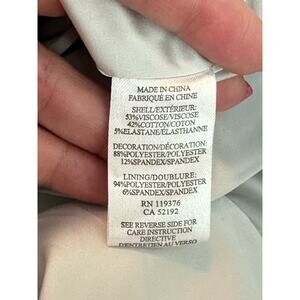 MADE IN CHINA
FABRIQUÉ EN CHINE
SHELL/EXTÉRIEUR:
53%VISCOSE/VISCOSE
42%COTTON/COTON
5%ELASTANE/ÉLASTHANNE
DECORATION/DÉCORATION:
88%POLYESTER/POLYESTER
12%SPANDEX/SPANDEX
LINING/DOUBLURE:
94%POLYESTER/POLYESTER
6%SPANDEX/SPANDEX
RN 119376
CA 52192
SEE REVERSE SIDE FOR
CARE INSTRUCTION
DIRECTIVE
D'ENTRETIEN AU VERSO